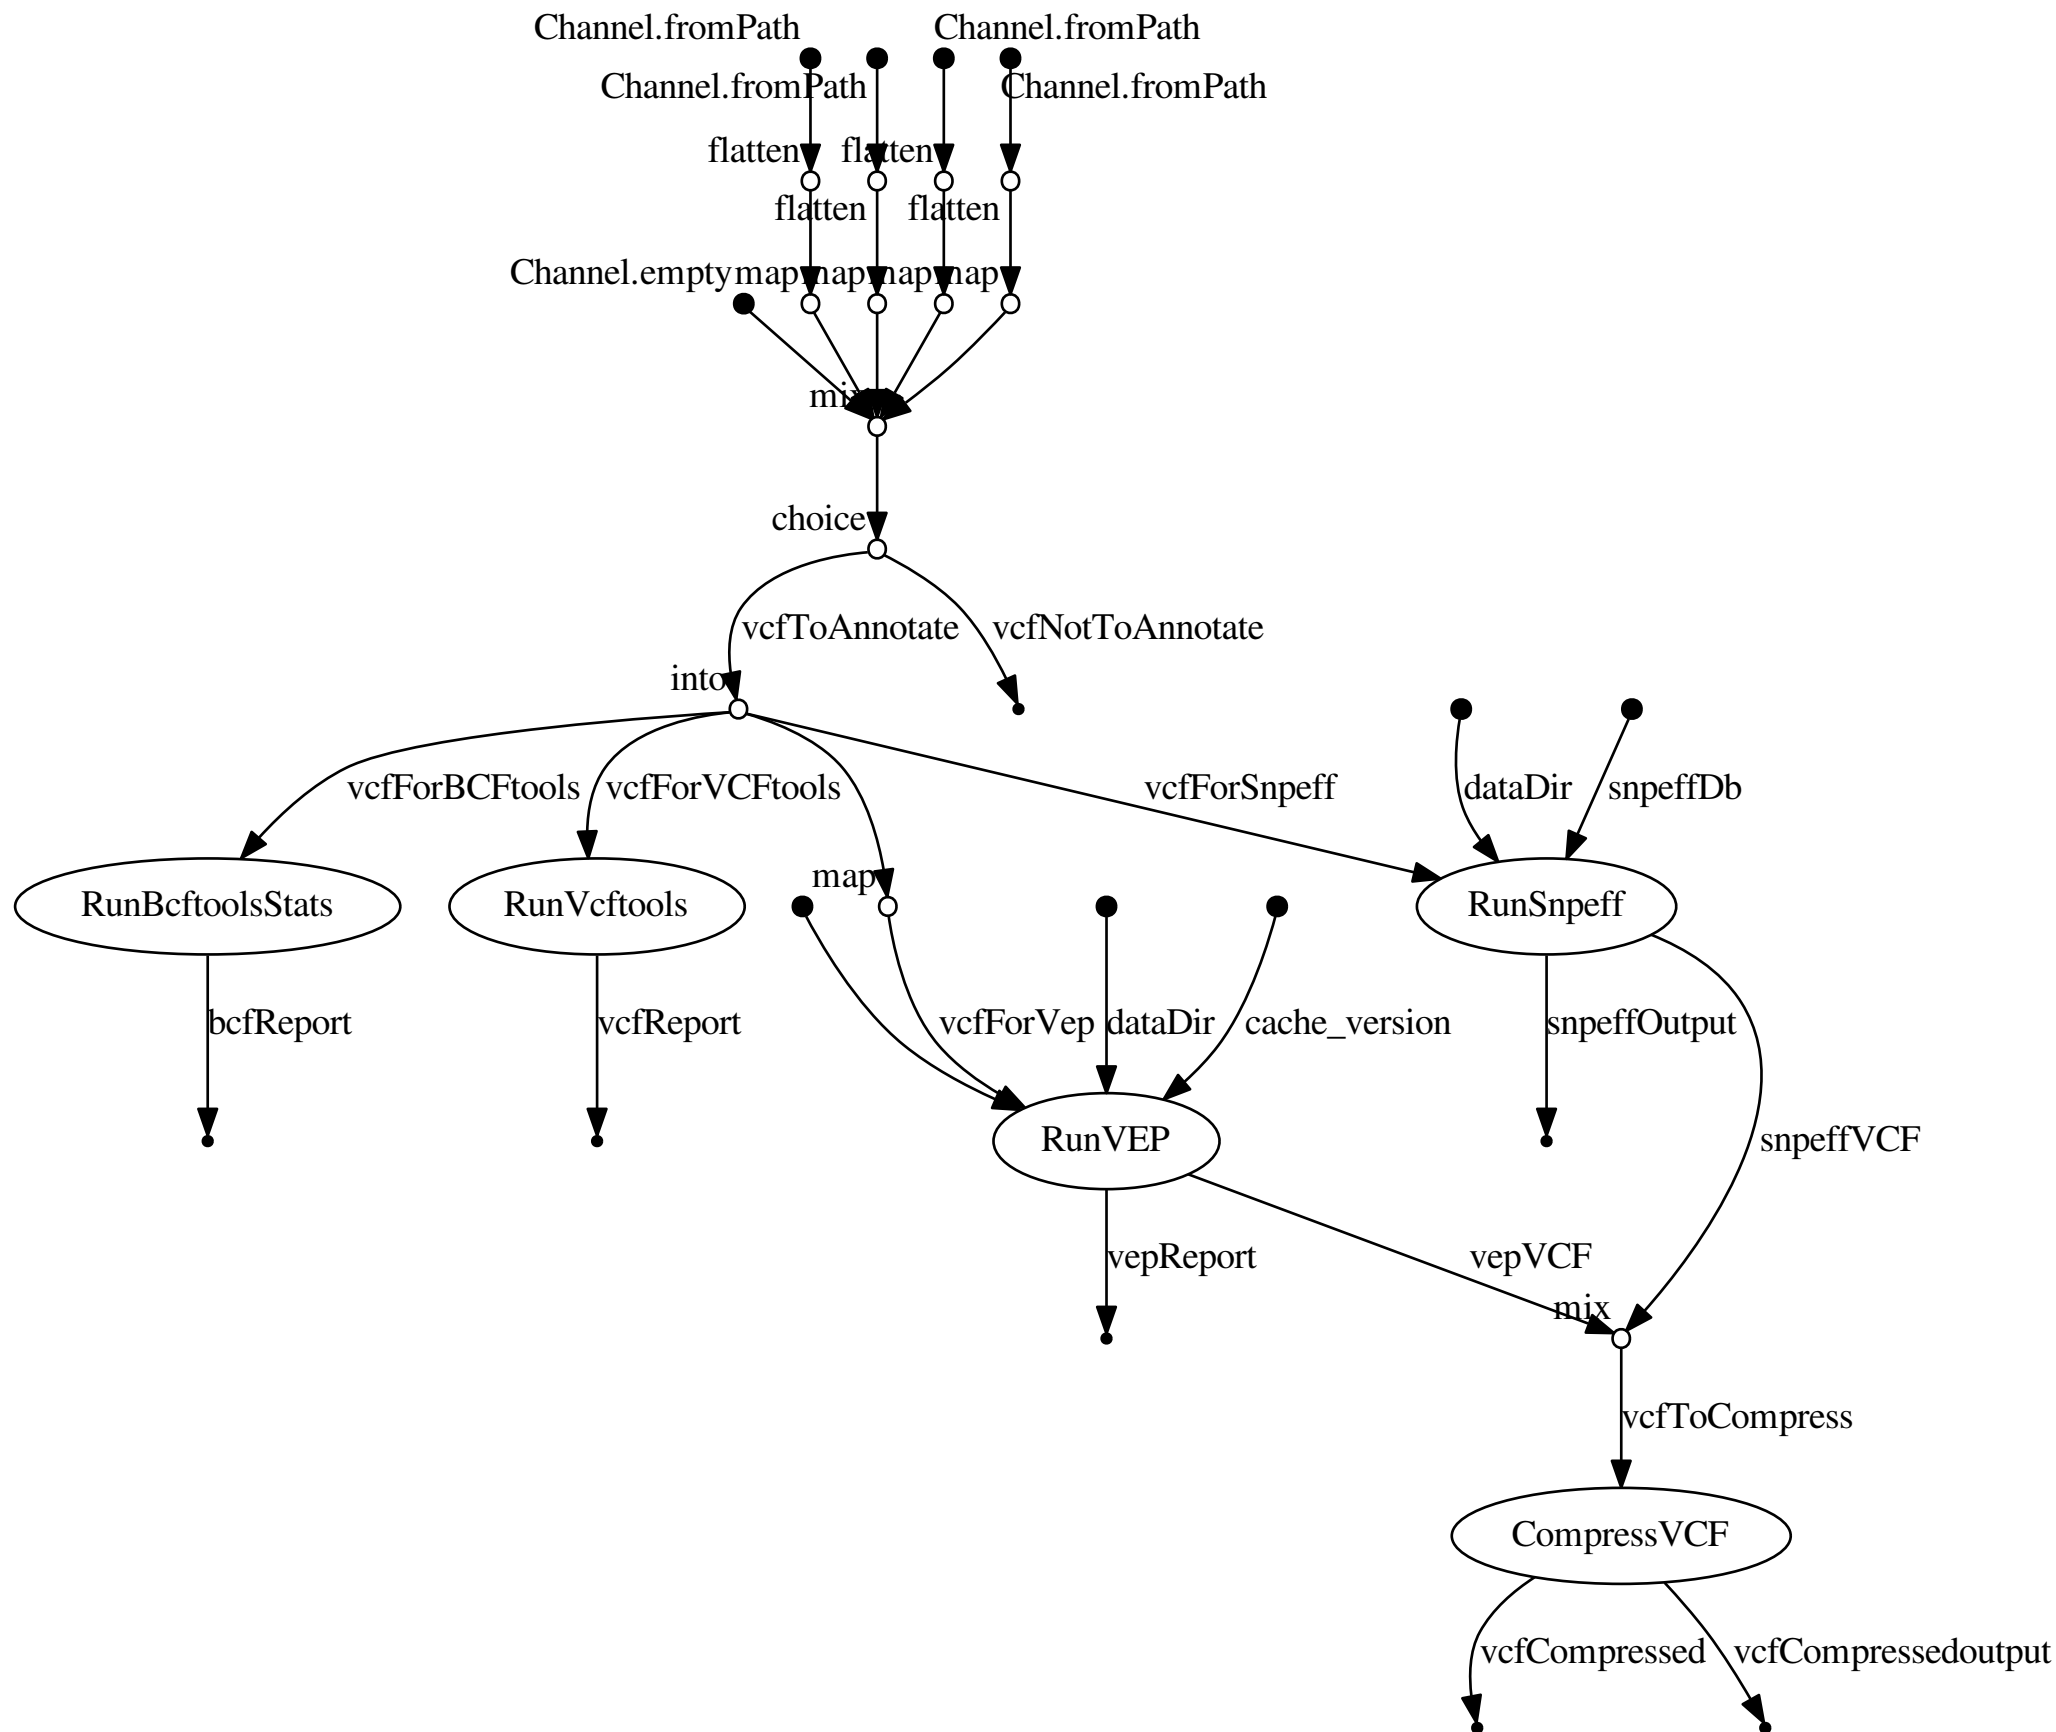 Channel.fromPath
Channel.fromPath
Channel.fromPath
Channel.fromPath
flatten
flatten
flatten
flatten
Channel.empty
map
map
map
map
mix
choice
vcfToAnnotate
vcfNotToAnnotate
into
vcfForBCFtools
vcfForVCFtools
vcfForSnpeff
dataDir
snpeffDb
RunBcftoolsStats
RunVcftools
map
RunSnpeff
bcfReport
vcfReport
vcfForVep
dataDir
cache_version
snpeffOutput
RunVEP
snpeffVCF
vepReport
vepVCF
mix
vcfToCompress
CompressVCF
vcfCompressed
vcfCompressedoutput